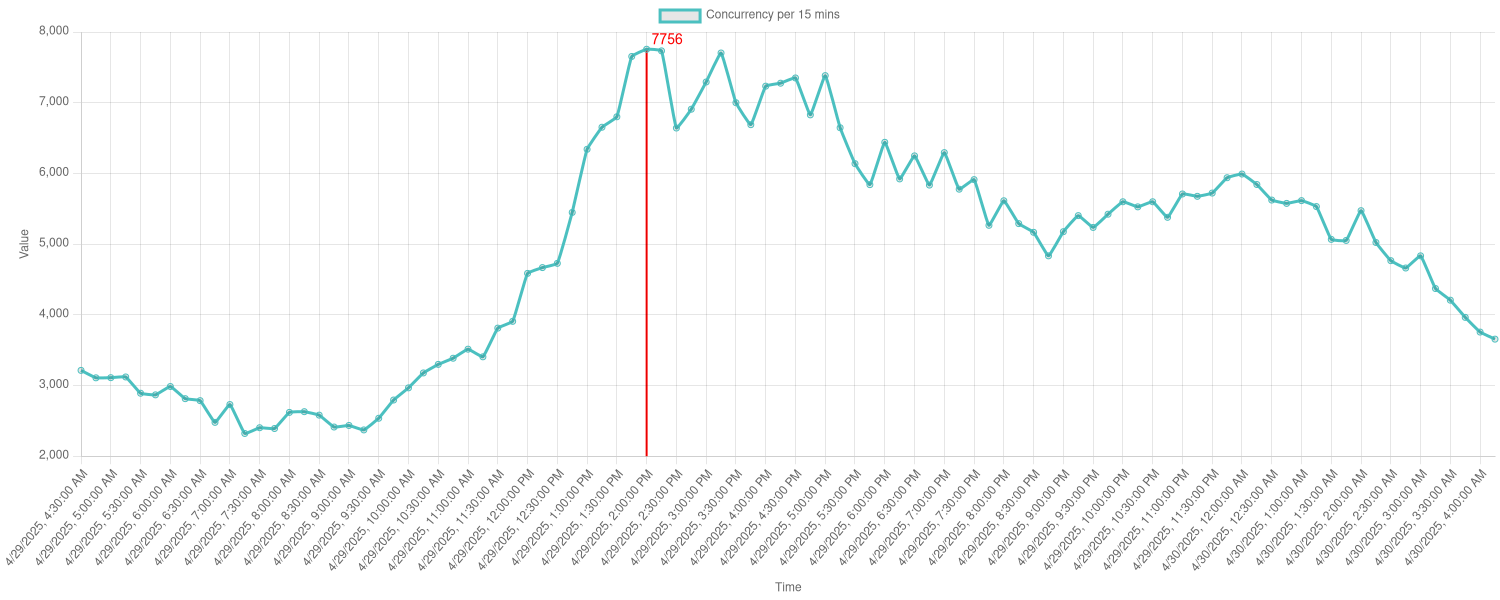 Concurrency per 15 mins
7756
8,000
7,000
6,000
5,000
4,000
3,000
2,000
Value
4/29/2025, 4:30:00 AM
4/29/2025, 5:00:00 AM
4/29/2025, 5:30:00 AM
4/29/2025, 6:00:00 AM
4/29/2025, 6:30:00 AM
4/29/2025, 7:00:00 AM
4/29/2025, 7:30:00 AM
4/29/2025, 8:00:00 AM
4/29/2025, 8:30:00 AM
4/29/2025, 9:00:00 AM
4/29/2025, 9:30:00 AM
4/29/2025, 10:00:00 AM
4/29/2025, 10:30:00 AM
4/29/2025, 11:00:00 AM
4/29/2025, 11:30:00 AM
4/29/2025, 12:00:00 PM
4/29/2025, 12:30:00 PM
4/29/2025, 1:00:00 PM
4/29/2025, 1:30:00 PM
4/29/2025, 2:00:00 PM
4/29/2025, 2:30:00 PM
4/29/2025, 3:00:00 PM
4/29/2025, 3:30:00 PM
4/29/2025, 4:00:00 PM
4/29/2025, 4:30:00 PM
4/29/2025, 5:00:00 PM
4/29/2025, 5:30:00 PM
4/29/2025, 6:00:00 PM
4/29/2025, 6:30:00 PM
4/29/2025, 7:00:00 PM
4/29/2025, 7:30:00 PM
4/29/2025, 8:00:00 PM
4/29/2025, 8:30:00 PM
4/29/2025, 9:00:00 PM
4/29/2025, 9:30:00 PM
4/29/2025, 10:00:00 PM
4/29/2025, 10:30:00 PM
4/29/2025, 11:00:00 PM
4/29/2025, 11:30:00 PM
4/30/2025, 12:00:00 AM
4/30/2025, 12:30:00 AM
4/30/2025, 1:00:00 AM
4/30/2025, 1:30:00 AM
4/30/2025, 2:00:00 AM
4/30/2025, 2:30:00 AM
4/30/2025, 3:00:00 AM
4/30/2025, 3:30:00 AM
4/30/2025, 4:00:00 AM
Time